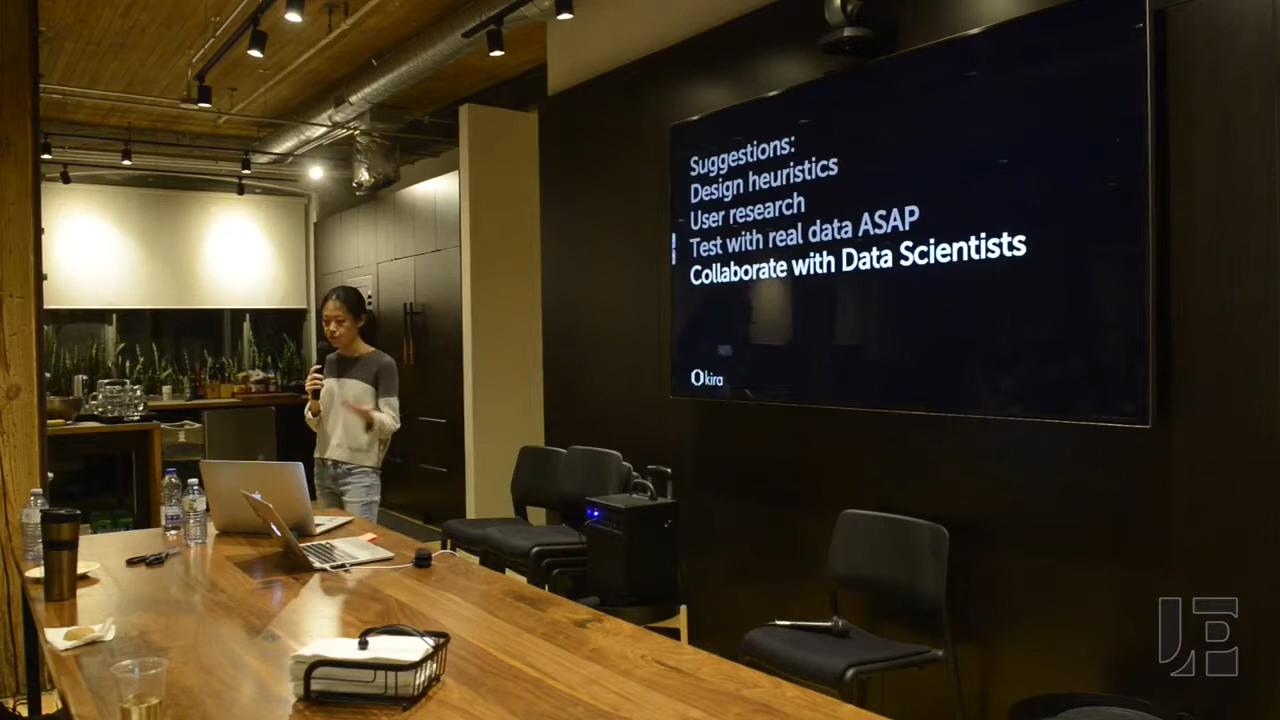 Suggestions:
Design heuristics
User research
Test with real data ASAP
Collaborate with Data Scientists
kira